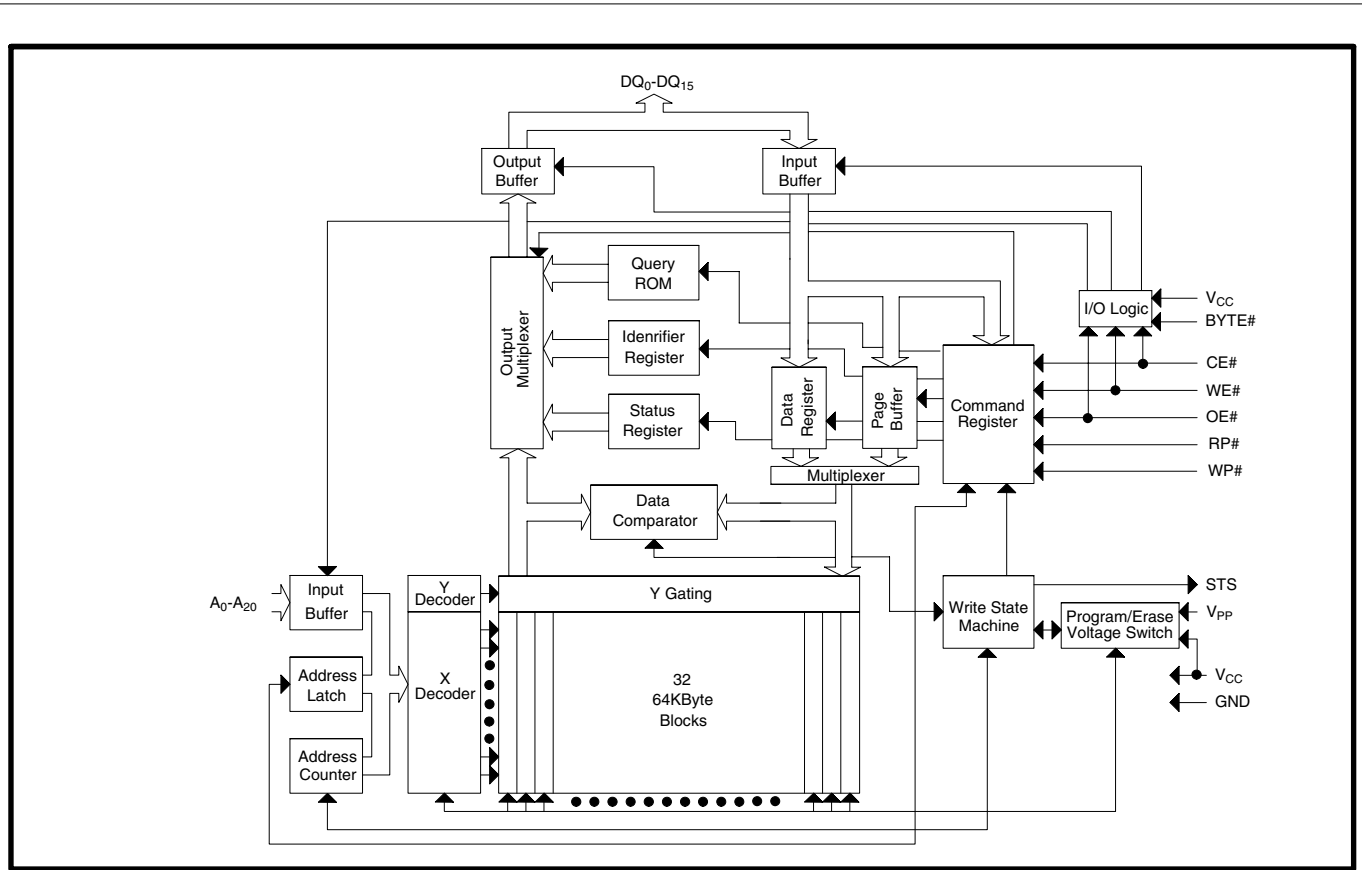 DQ0-DQ15
Output
Buffer
Input
Buffer
Query
ROM
I/O Logic
VCC
BYTE#
Output
Multiplexer
Idenrifier
Register
CE#
WE#
OE#
RP#
WP#
Data
Register
Page
Buffer
Command
Register
Status
Register
Multiplexer
Data
Comparator
A0-A20
Input
Buffer
Y
Decoder
Y Gating
Write State
Machine
STS
Program/Erase
Voltage Switch
VPP
VCC
GND
Address
Latch
X
Decoder
32
64KByte
Blocks
Address
Counter